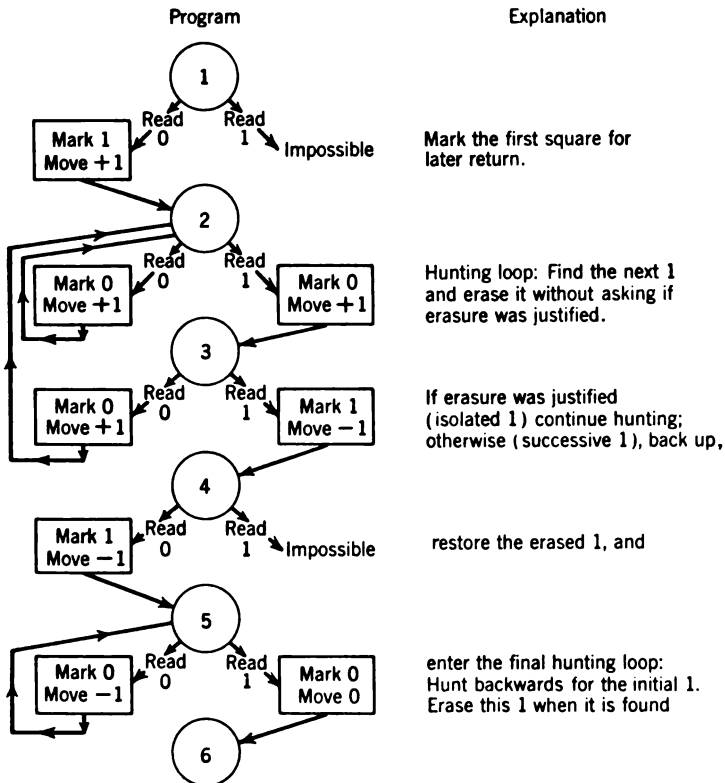 Program
Explanation
1
Read 0
Read 1
Mark 1
Move +1
Impossible
Mark the first square for
later return.
2
Read 0
Read 1
Mark 0
Move +1
Mark 0
Move +1
Hunting loop: Find the next 1
and erase it without asking if
erasure was justified.
3
Read 0
Read 1
Mark 0
Move +1
Mark 1
Move −1
If erasure was justified
(isolated 1) continue hunting;
otherwise (successive 1), back up,
4
Read 0
Read 1
Mark 1
Move −1
Impossible
restore the erased 1, and
5
Read 0
Read 1
Mark 0
Move −1
Mark 0
Move 0
enter the final hunting loop:
Hunt backwards for the initial 1.
Erase this 1 when it is found
6